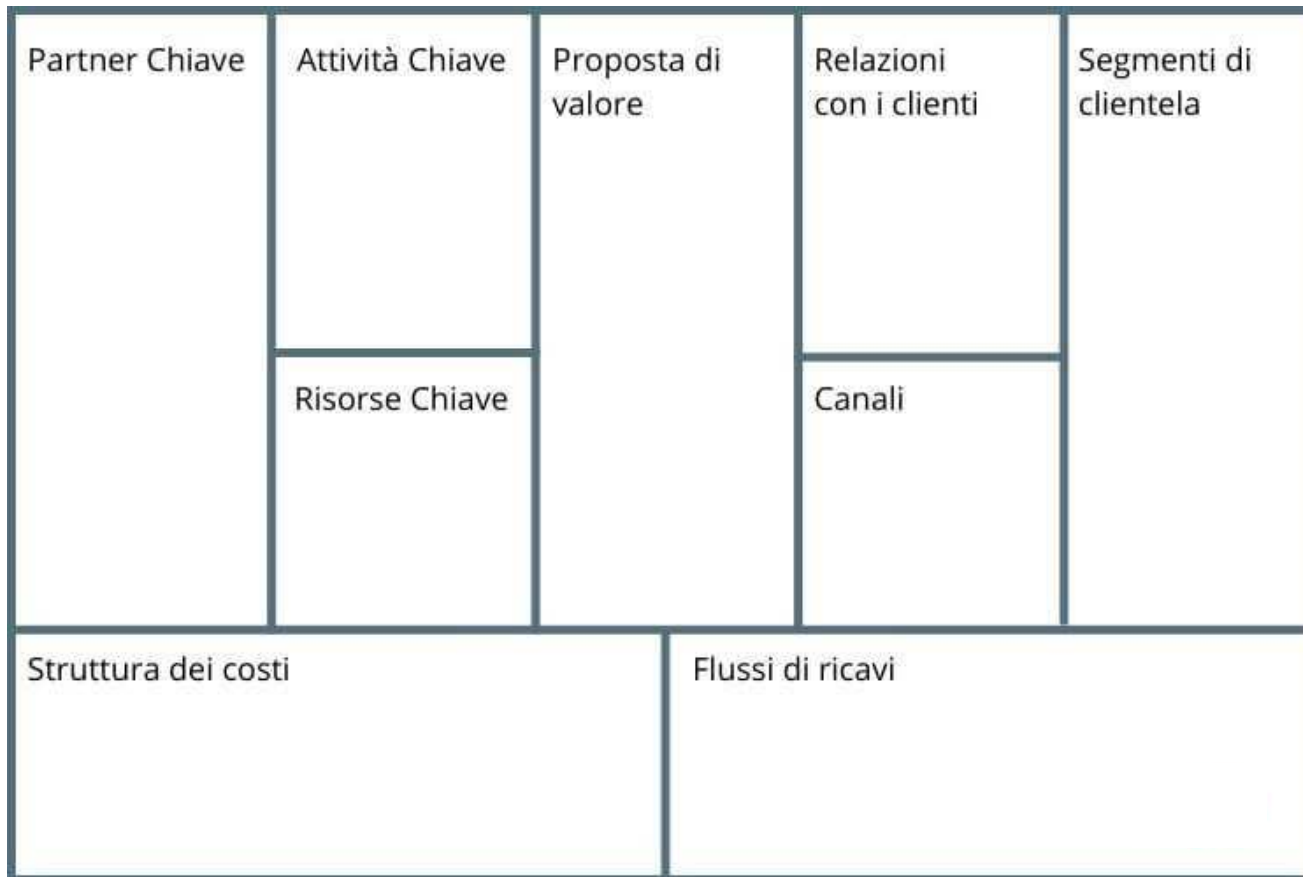 Partner Chiave
Attività Chiave
Proposta di
valore
Relazioni
con i clienti
Segmenti di
clientela
Risorse Chiave
Canali
Struttura dei costi
Flussi di ricavi